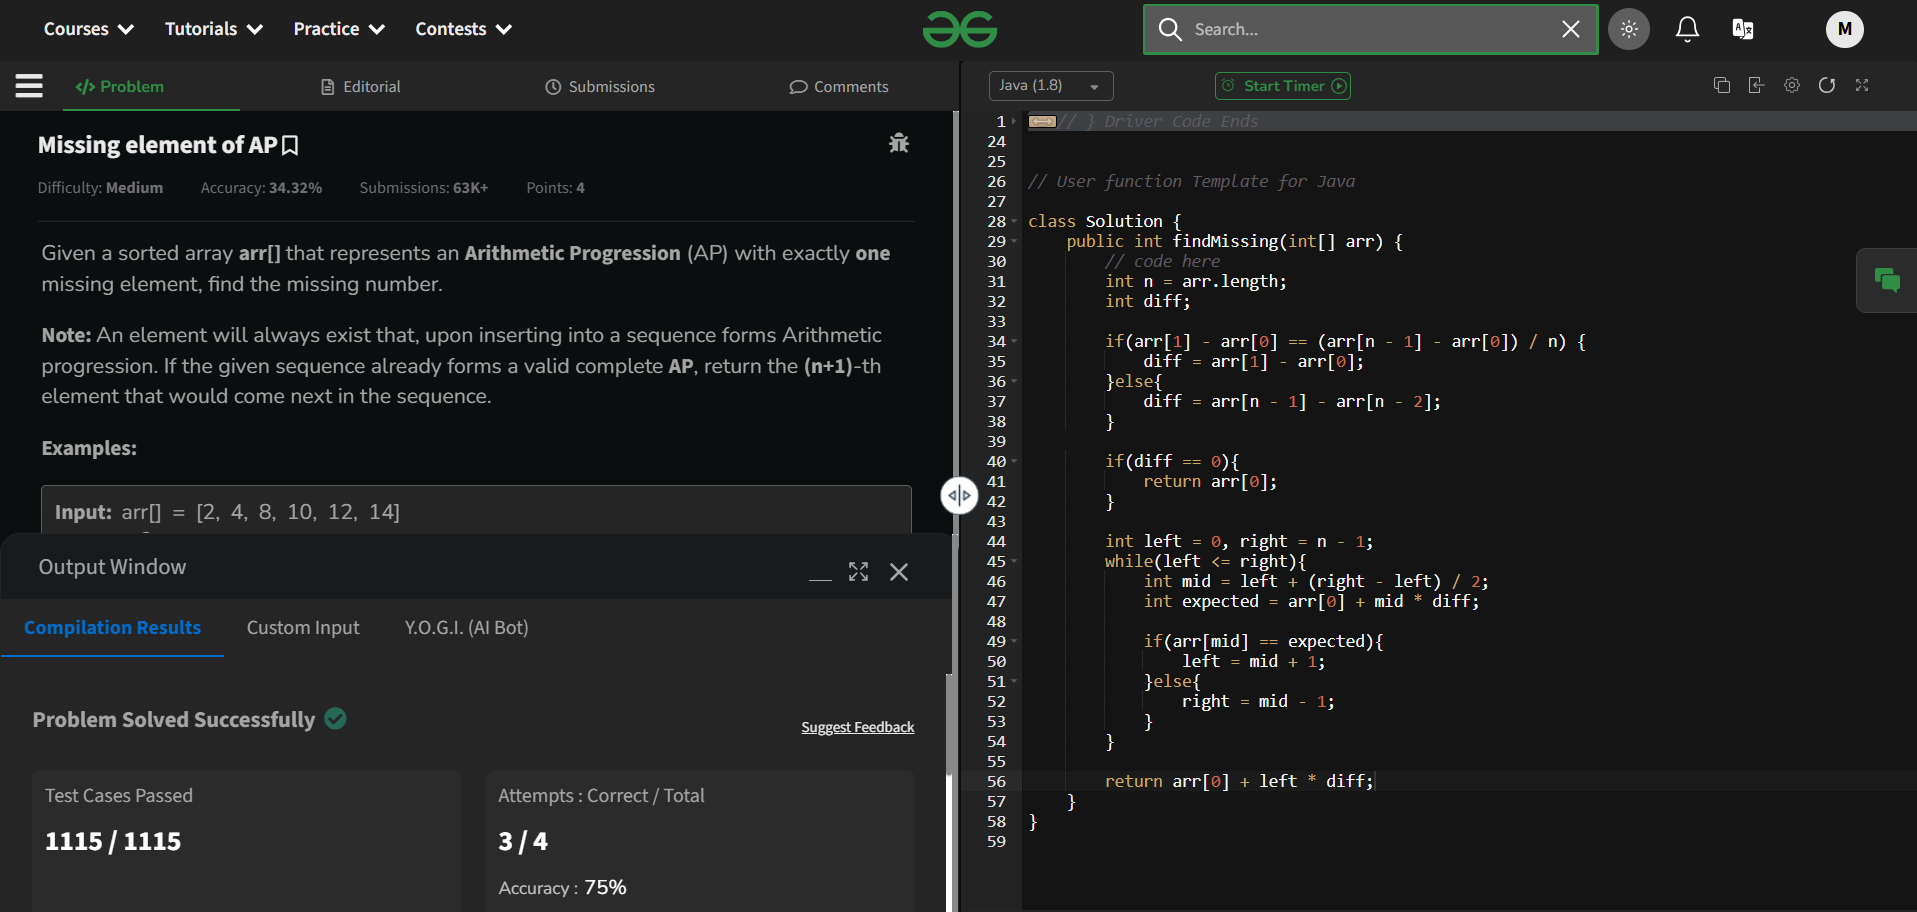 Courses Tutorials Practice Contests
Search...
M
Problem Editorial Submissions Comments
Missing element of AP
Difficulty: Medium Accuracy: 34.32% Submissions: 63K+ Points: 4
Given a sorted array arr[] that represents an Arithmetic Progression (AP) with exactly one
missing element, find the missing number.
Note: An element will always exist that, upon inserting into a sequence forms Arithmetic
progression. If the given sequence already forms a valid complete AP, return the (n+1)-th
element that would come next in the sequence.
Examples:
Input: arr[] = [2, 4, 8, 10, 12, 14]
Output Window
Compilation Results Custom Input Y.O.G.I. (AI Bot)
Problem Solved Successfully
Suggest Feedback
Test Cases Passed
1115 / 1115
Attempts : Correct / Total
3 / 4
Accuracy : 75%
Java (1.8)
Start Timer
1 // } Driver Code Ends
24
25
26 // User function Template for Java
27
28 class Solution {
29 public int findMissing(int[] arr) {
30 // code here
31 int n = arr.length;
32 int diff;
33
34 if(arr[1] - arr[0] == (arr[n - 1] - arr[0]) / n) {
35 diff = arr[1] - arr[0];
36 }else{
37 diff = arr[n - 1] - arr[n - 2];
38 }
39
40 if(diff == 0){
41 return arr[0];
42 }
43
44 int left = 0, right = n - 1;
45 while(left <= right){
46 int mid = left + (right - left) / 2;
47 int expected = arr[0] + mid * diff;
48
49 if(arr[mid] == expected){
50 left = mid + 1;
51 }else{
52 right = mid - 1;
53 }
54 }
55
56 return arr[0] + left * diff;
57 }
58 }
59